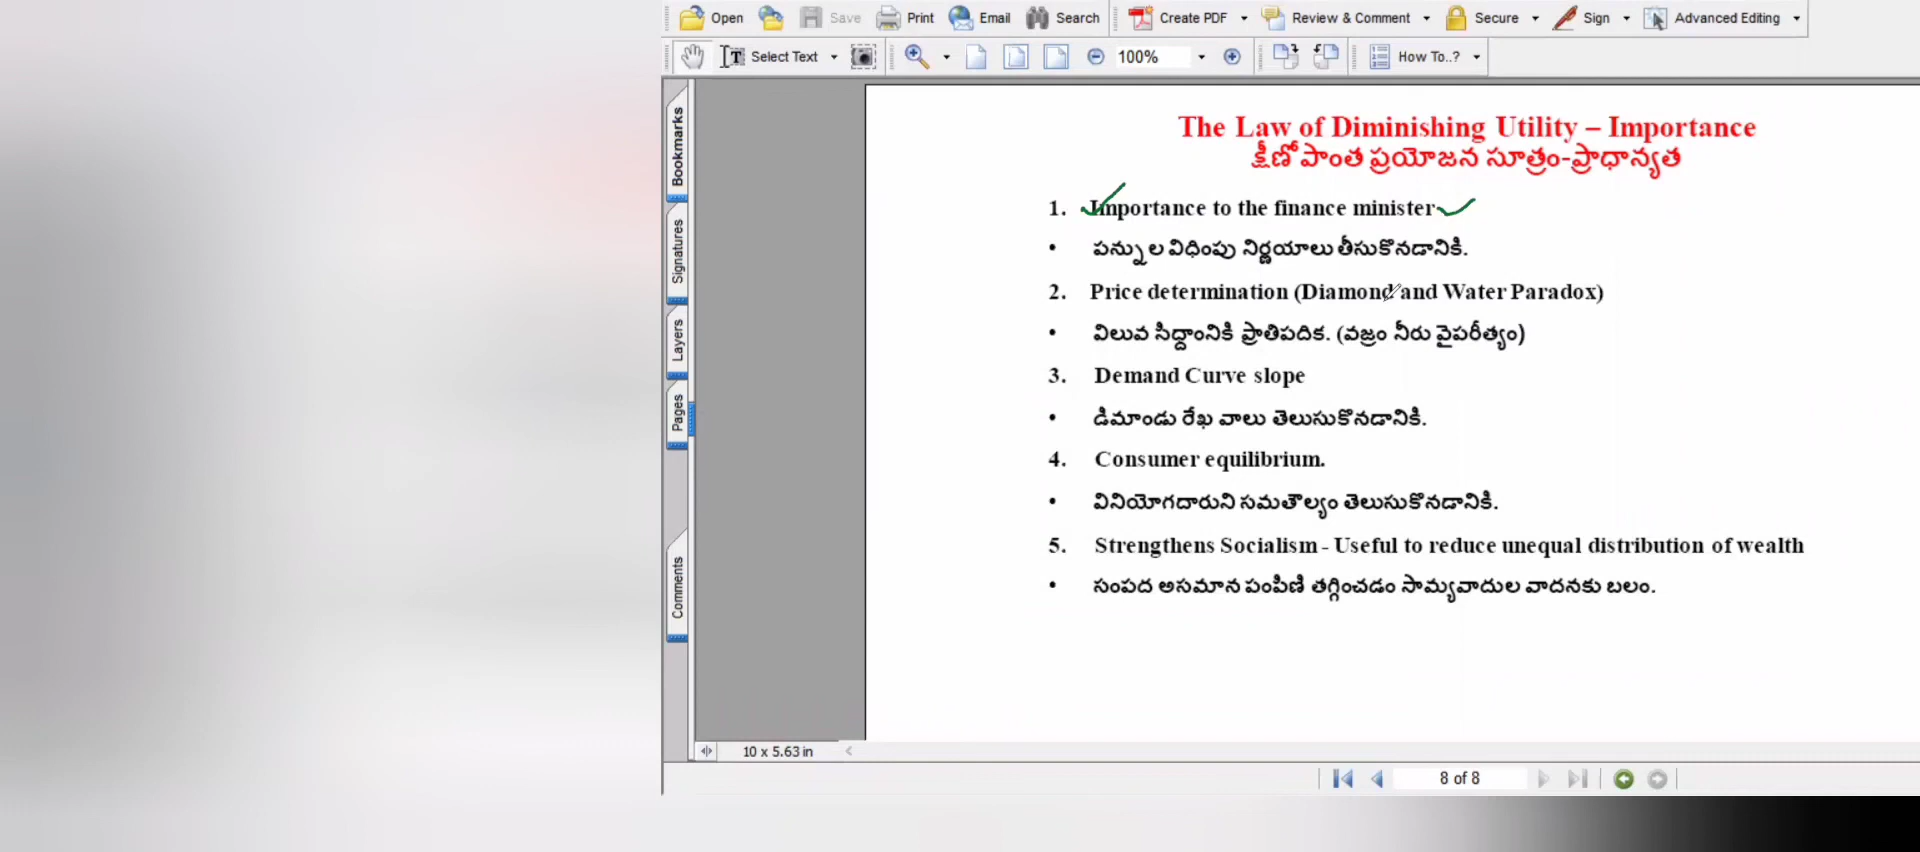 Open Save Print Email Search Create PDF Review & Comment Secure Sign Advanced Editing
Select Text 100% How To..?
Bookmarks
Signatures
Layers
Pages
Comments
The Law of Diminishing Utility – Importance
క్షీణోపాంత ప్రయోజన సూత్రం-ప్రాధాన్యత
1. Importance to the finance minister
• పన్నుల విధింపు నిర్ణయాలు తీసుకొనడానికి.
2. Price determination (Diamond and Water Paradox)
• విలువ సిద్దాంనికి ప్రాతిపదిక. (వజ్రం నీరు వైపరీత్యం)
3. Demand Curve slope
• డిమాండు రేఖ వాలు తెలుసుకొనడానికి.
4. Consumer equilibrium.
• వినియోగదారుని సమతౌల్యం తెలుసుకొనడానికి.
5. Strengthens Socialism - Useful to reduce unequal distribution of wealth
• సంపద అసమాన పంపిణి తగ్గించడం సామ్యవాదుల వాదనకు బలం.
10 x 5.63 in
8 of 8